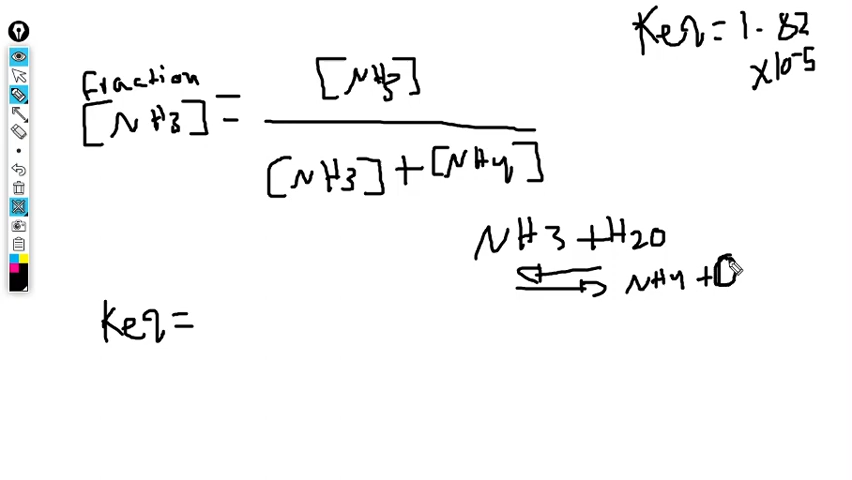 Keq = 1.82
x10-5
Fraction
[NH3] = [NH3]
[NH3] + [NH4]
NH3 + H2O
NH4 + O
Keq =